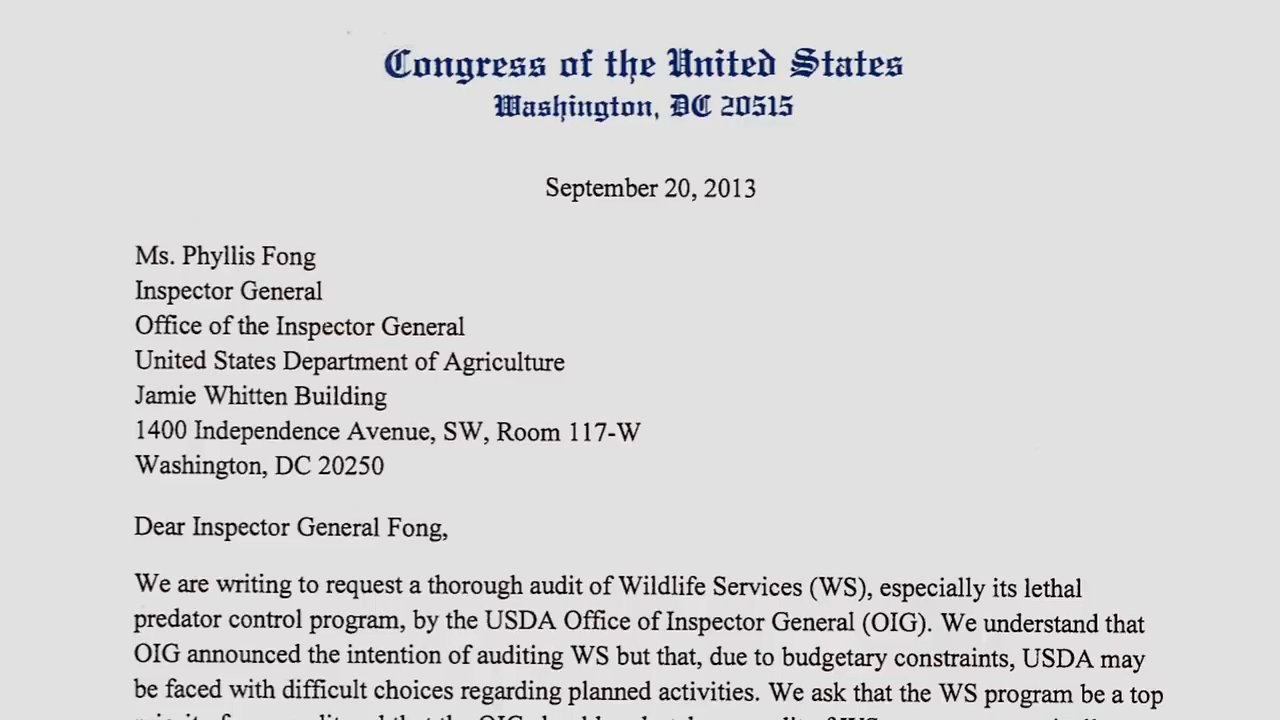 Congress of the United States
Washington, DC 20515
September 20, 2013
Ms. Phyllis Fong
Inspector General
Office of the Inspector General
United States Department of Agriculture
Jamie Whitten Building
1400 Independence Avenue, SW, Room 117-W
Washington, DC 20250
Dear Inspector General Fong,
We are writing to request a thorough audit of Wildlife Services (WS), especially its lethal
predator control program, by the USDA Office of Inspector General (OIG). We understand that
OIG announced the intention of auditing WS but that, due to budgetary constraints, USDA may
be faced with difficult choices regarding planned activities. We ask that the WS program be a top